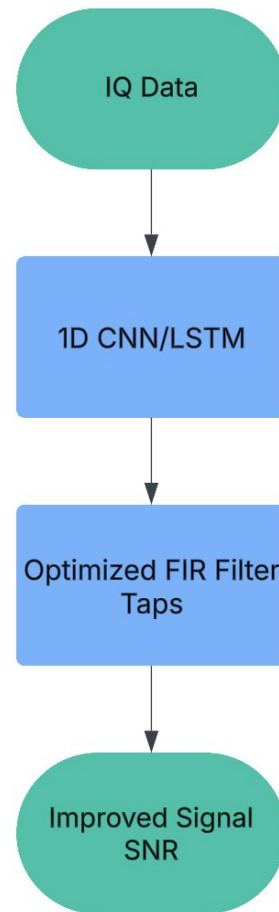 IQ Data
1D CNN/LSTM
Optimized FIR Filter
Taps
Improved Signal
SNR